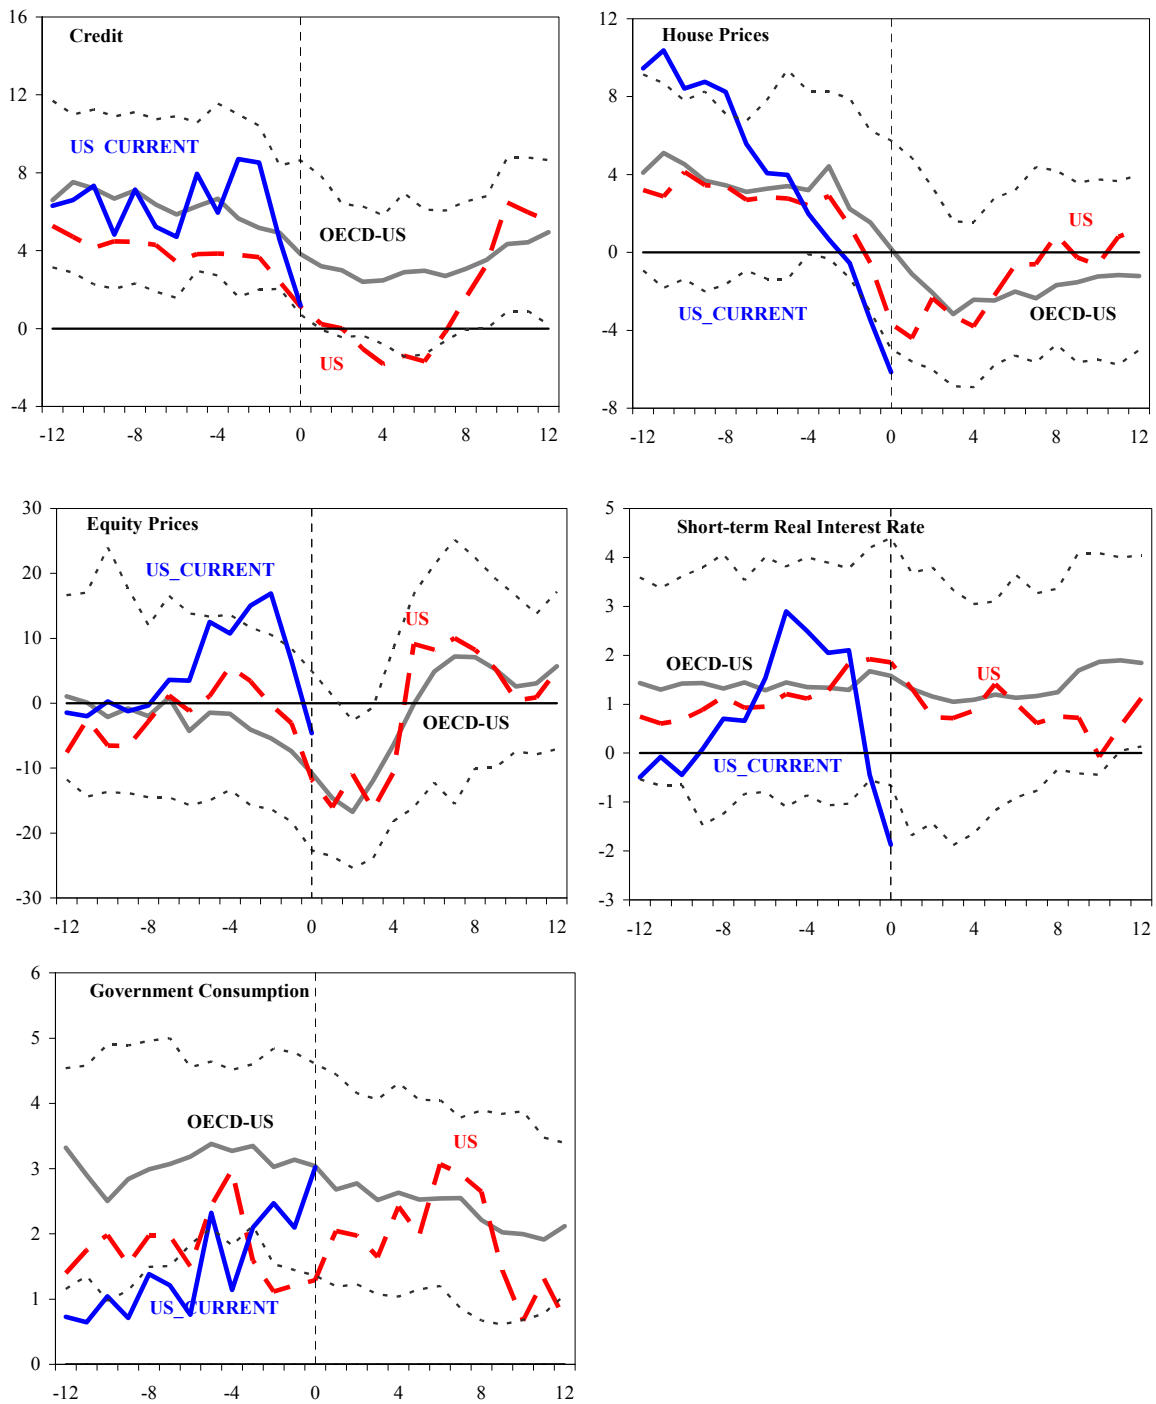 Credit
16
12
8
4
0
-4
US_CURRENT
OECD-US
US
-12 -8 -4 0 4 8 12
House Prices
12
8
4
0
-4
-8
US
US_CURRENT
OECD-US
-12 -8 -4 0 4 8 12
Equity Prices
30
20
10
0
-10
-20
-30
US_CURRENT
US
OECD-US
-12 -8 -4 0 4 8 12
Short-term Real Interest Rate
5
4
3
2
1
0
-1
-2
-3
OECD-US
US
US_CURRENT
-12 -8 -4 0 4 8 12
Government Consumption
6
5
4
3
2
1
0
OECD-US
US
US_CURRENT
-12 -8 -4 0 4 8 12